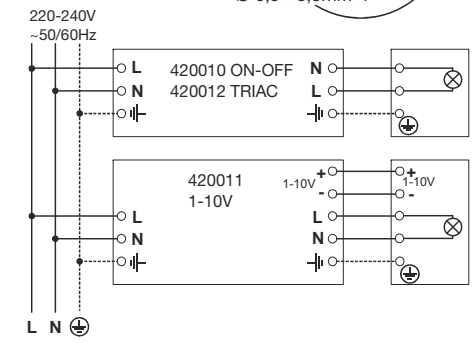 220-240V
~50/60Hz
L 420010 ON-OFF N
N 420012 TRIAC L
420011
1-10V
+ +
1-10V 1-10V
- -
L L
N N
L N